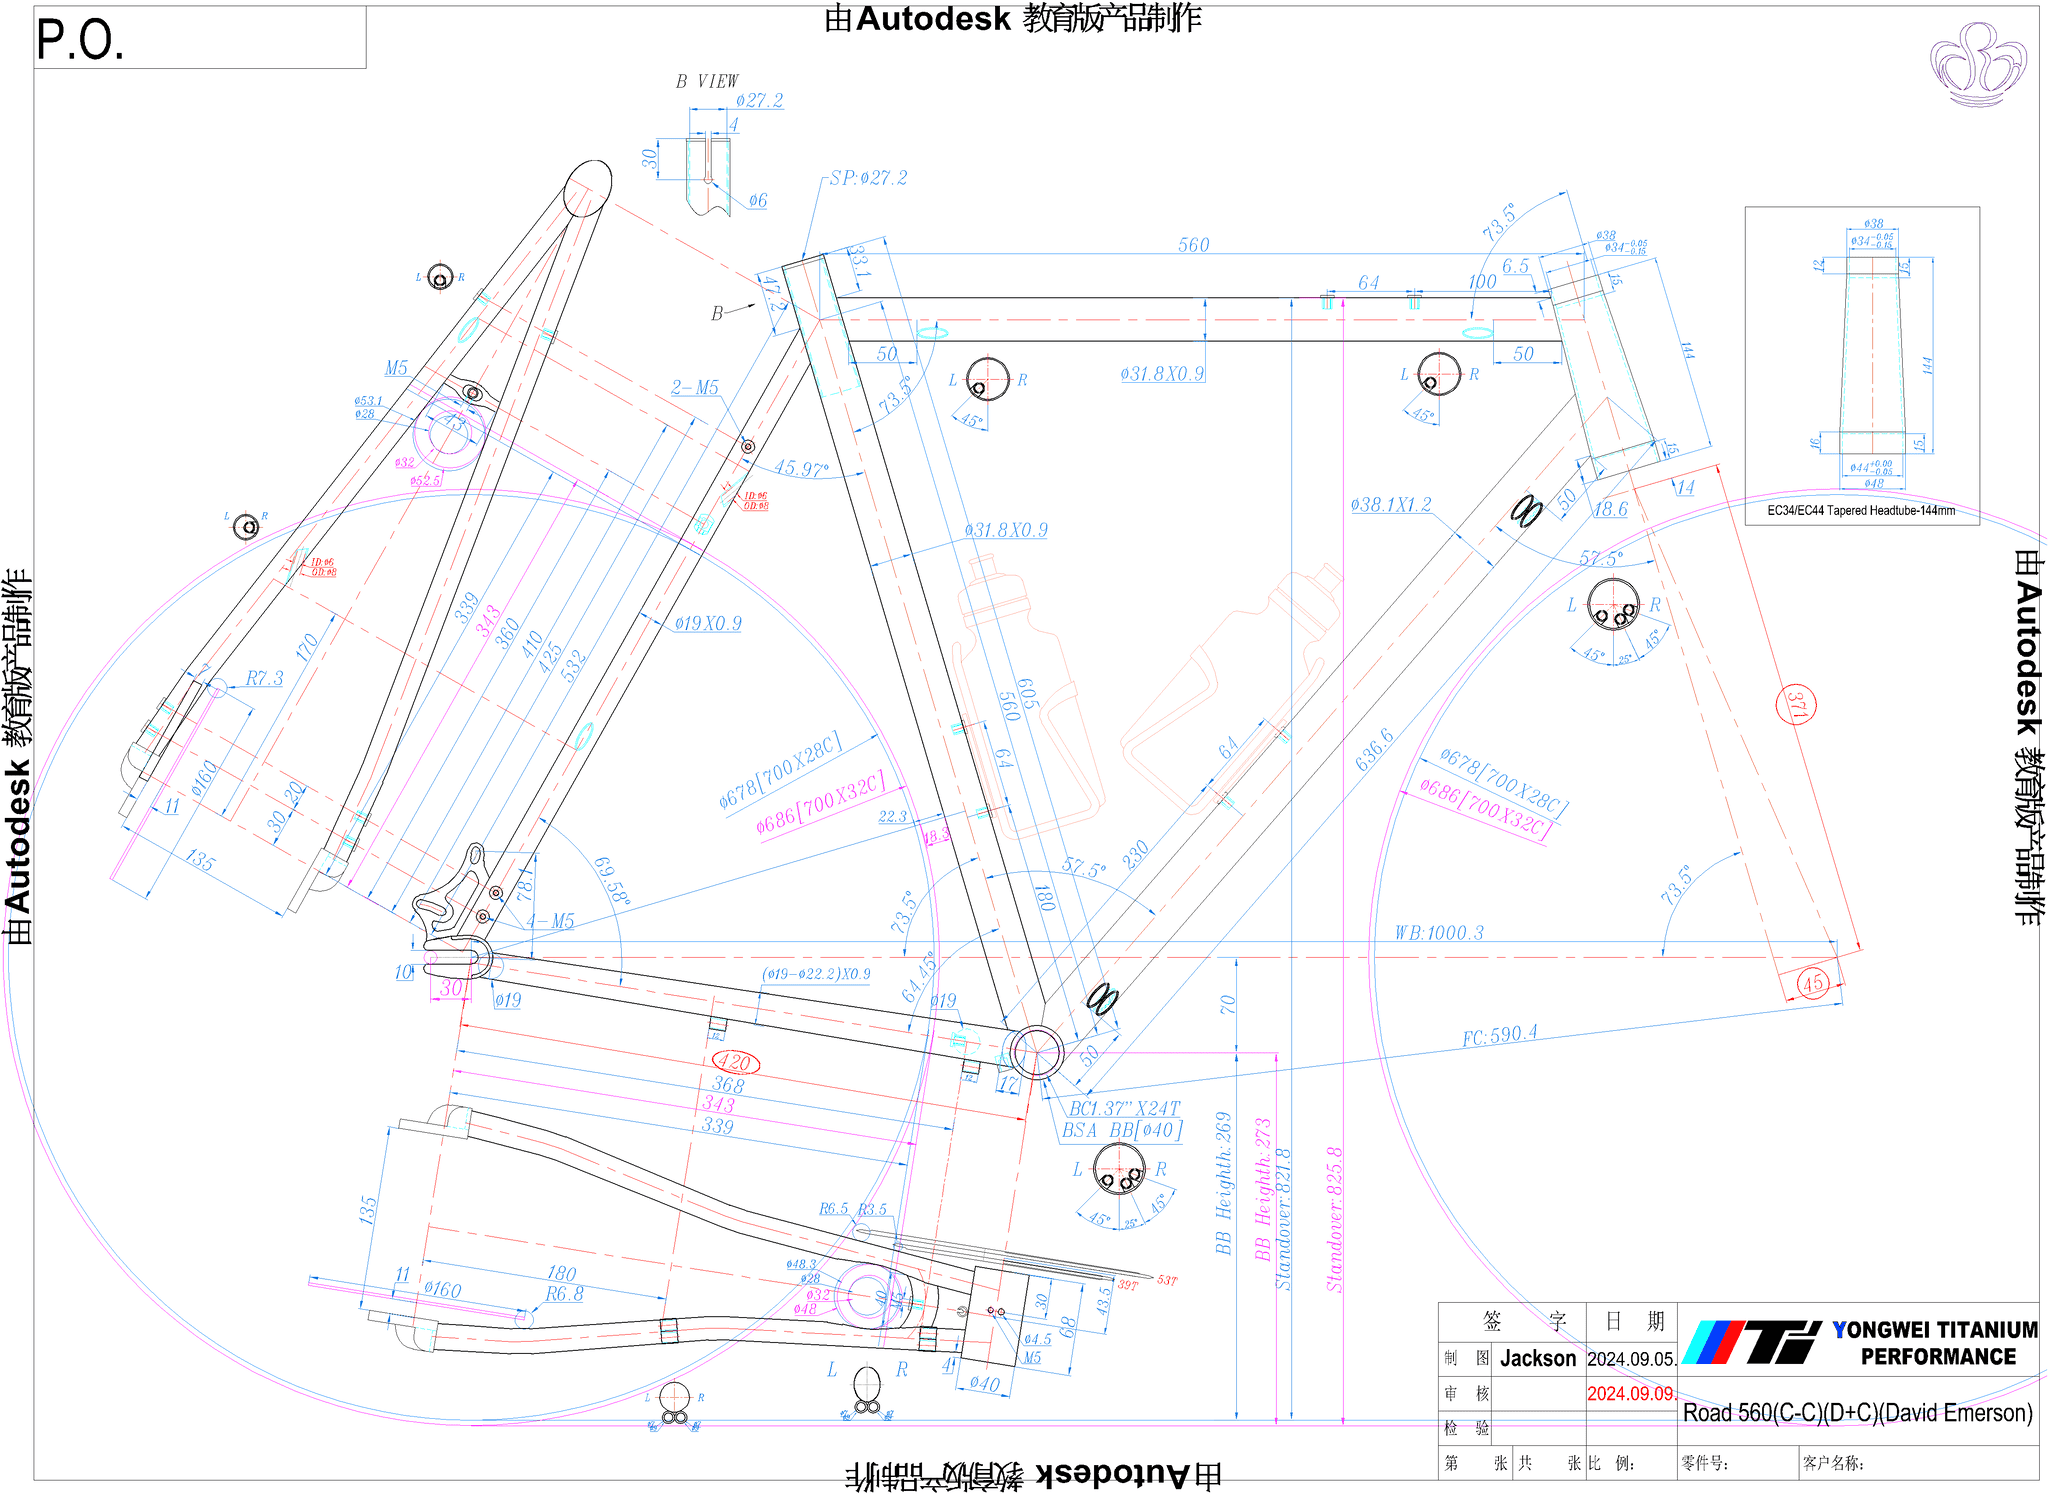 由Autodesk 教育版产品制作
P.O.
B VIEW
ø27.2
4
30
ø6
SP:ø27.2
560
73.5°
ø38
ø34-0.05-0.15
6.5
15
33.1
47.2
B
64
100
L R
M5
ø53.1
ø28
43
ø32
ø52.5
2-M5
50
73.5°
ø31.8X0.9
L R
45°
L R
45°
50
144
15
14
ø38
ø34-0.05-0.15
12
15
144
16
15
ø44+0.00-0.05
ø48
EC34/EC44 Tapered Headtube-144mm
45.97°
ID:ø6
OD:ø8
ø31.8X0.9
ø38.1X1.2
50
18.6
57.5°
L R
45°
25°
45°
L R
ID:ø6
OD:ø8
339
343
360
410
425
532
170
ø19X0.9
7
R7.3
ø160
11
20
30
135
605
560
64
64
636.6
371
ø678[700X28C]
ø686[700X32C]
ø678[700X28C]
ø686[700X32C]
22.3
18.3
69.58°
78.1
4-M5
230
57.5°
180
73.5°
73.5°
64.45°
WB:1000.3
10
30
ø19
(ø19-ø22.2)X0.9
ø19
70
45
FC:590.4
12
12
17
50
420
368
343
339
BC1.37"X24T
BSA BB[ø40]
L R
45°
25°
45°
BB Heighth:269
BB Heighth:273
Standover:821.8
Standover:825.8
135
R6.5
R3.5
39T
53T
11
ø160
R6.8
180
ø48.3
ø28
ø32
ø48
40
30
43.5
68
ø4.5
M5
4
ø40
L R
L R
签 字
日 期
制 图
Jackson
2024.09.05.
审 核
2024.09.09.
检 验
第 张
共 张
比 例:
零件号:
客户名称:
TI
YONGWEI TITANIUM
PERFORMANCE
Road 560(C-C)(D+C)(David Emerson)
由Autodesk 教育版产品制作
由Autodesk 教育版产品制作
由Autodesk 教育版产品制作